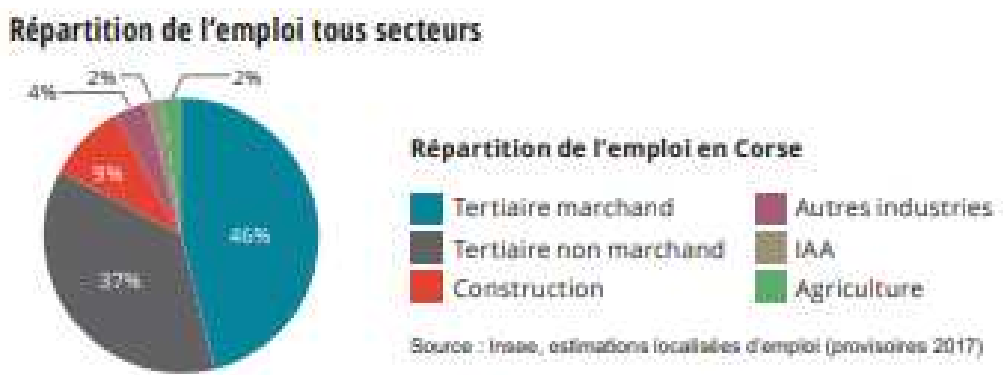 Répartition de l'emploi tous secteurs
2%
2%
4%
9%
46%
37%
Répartition de l'emploi en Corse
Tertiaire marchand
Autres industries
Tertiaire non marchand
IAA
Construction
Agriculture
Source : Insee, estimations localisées d'emploi (provisoires 2017)